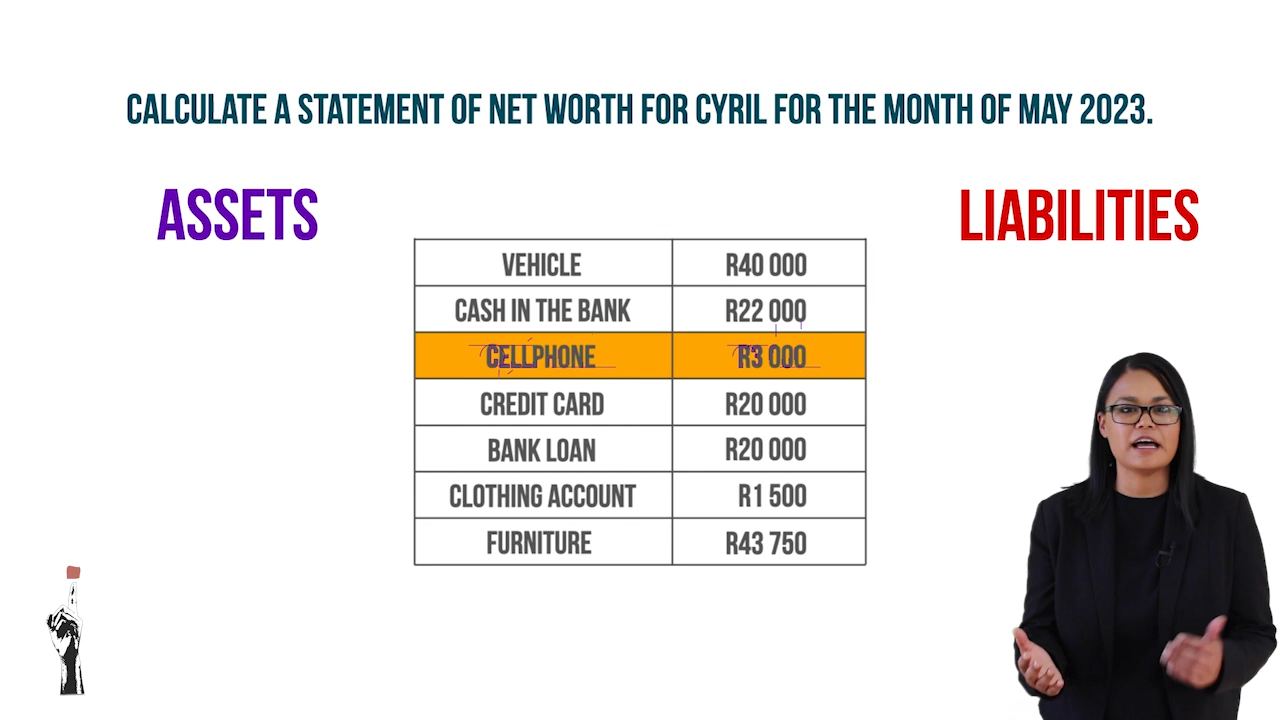 CALCULATE A STATEMENT OF NET WORTH FOR CYRIL FOR THE MONTH OF MAY 2023.
ASSETS
LIABILITIES
VEHICLE R40 000
CASH IN THE BANK R22 000
CELLPHONE R3 000
CREDIT CARD R20 000
BANK LOAN R20 000
CLOTHING ACCOUNT R1 500
FURNITURE R43 750